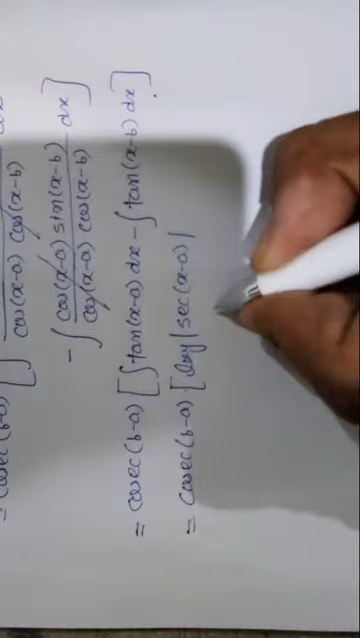 = cosec(b-a) [ ∫ cos(x-a) cos(x-b)
- ∫ cos(x-a) sin(x-b) / cos(x-a) cos(x-b) dx ]
= cosec(b-a) [ ∫ tan(x-a) dx - ∫ tan(x-b) dx ]
= cosec(b-a) [ log | sec(x-a) |